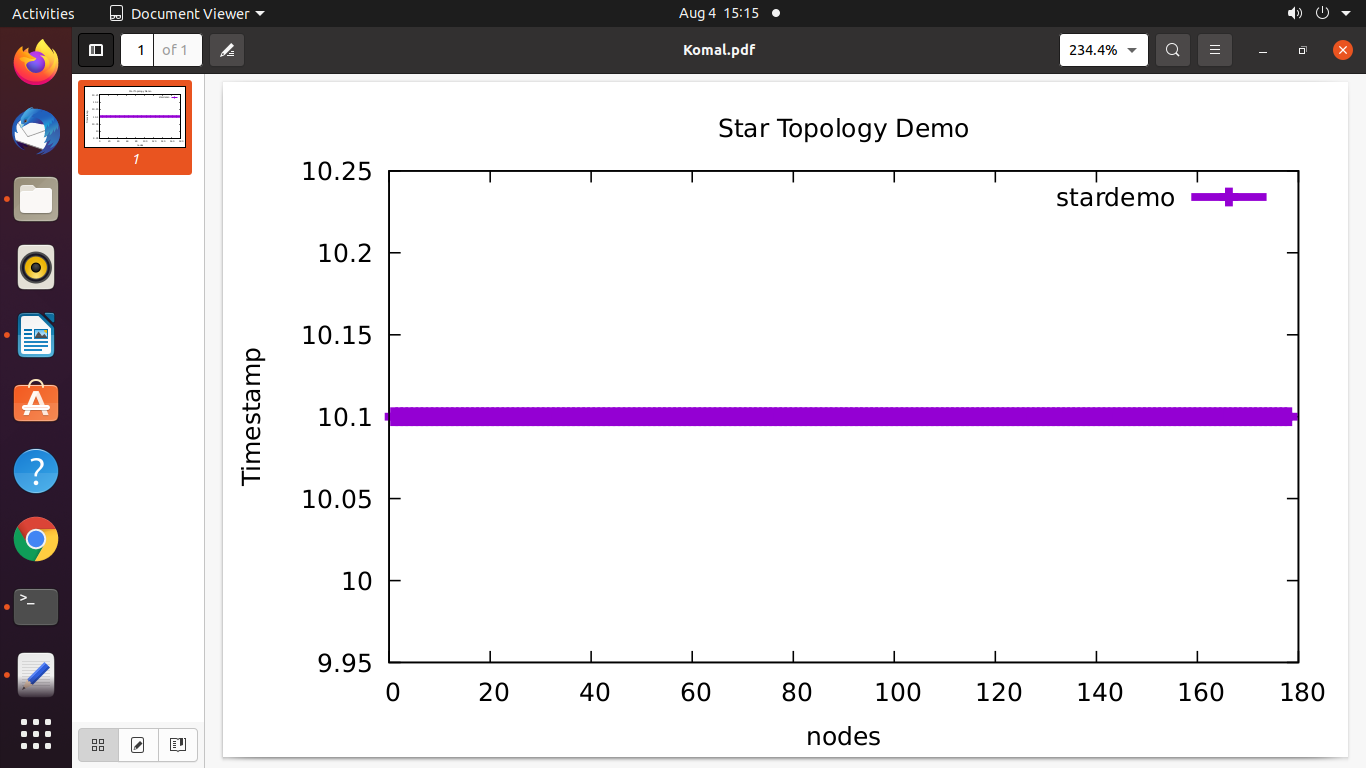 Activities
Document Viewer
Aug 4 15:15
1 of 1
Komal.pdf
234.4%
1
Star Topology Demo
stardemo
10.25
10.2
10.15
10.1
10.05
10
9.95
Timestamp
0 20 40 60 80 100 120 140 160 180
nodes